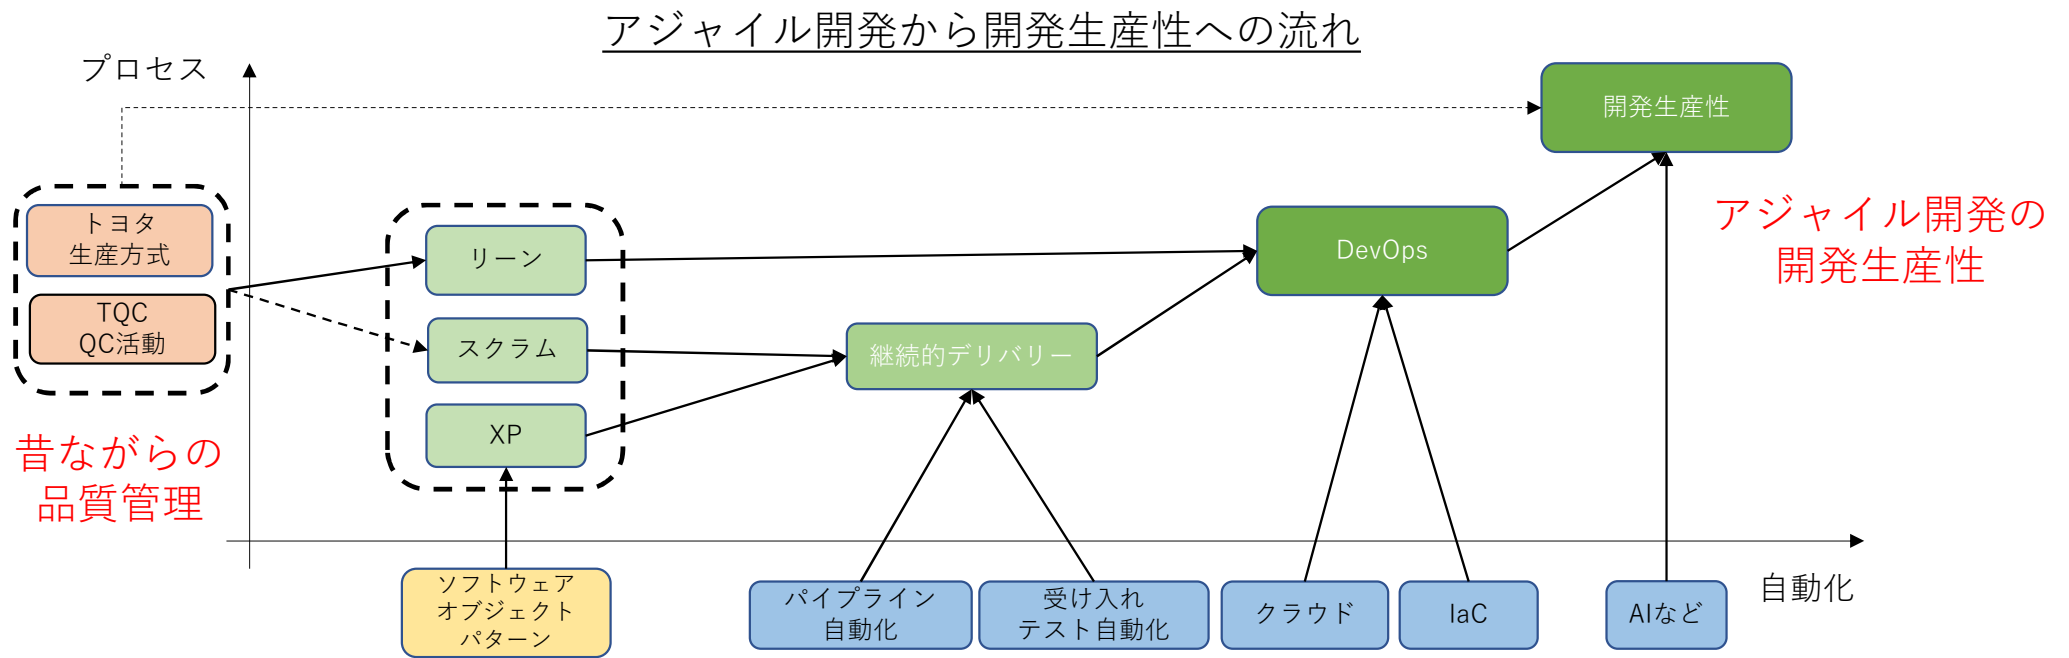 アジャイル開発から開発生産性への流れ
プロセス
開発生産性
トヨタ
生産方式
TQC
QC活動
リーン
スクラム
XP
継続的デリバリー
DevOps
アジャイル開発の
開発生産性
昔ながらの
品質管理
ソフトウェア
オブジェクト
パターン
パイプライン
自動化
受け入れ
テスト自動化
クラウド
IaC
AIなど
自動化